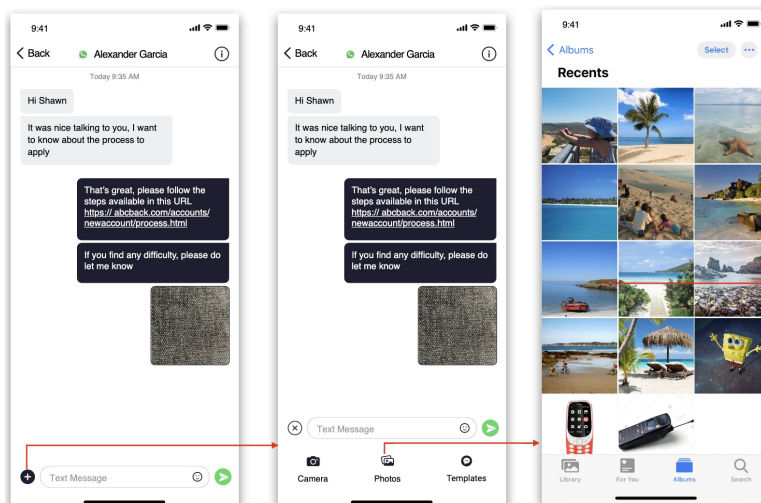 9:41
Back
Alexander Garcia
Today 9:35 AM
Hi Shawn
It was nice talking to you, I want
to know about the process to
apply
That's great, please follow the
steps available in this URL
https:// abcback.com/accounts/
newaccount/process.html
If you find any difficulty, please do
let me know
Text Message
9:41
Back
Alexander Garcia
Today 9:35 AM
Hi Shawn
It was nice talking to you, I want
to know about the process to
apply
That's great, please follow the
steps available in this URL
https:// abcback.com/accounts/
newaccount/process.html
If you find any difficulty, please do
let me know
Text Message
Camera
Photos
Templates
9:41
Albums
Select
Recents
Library
For You
Albums
Search